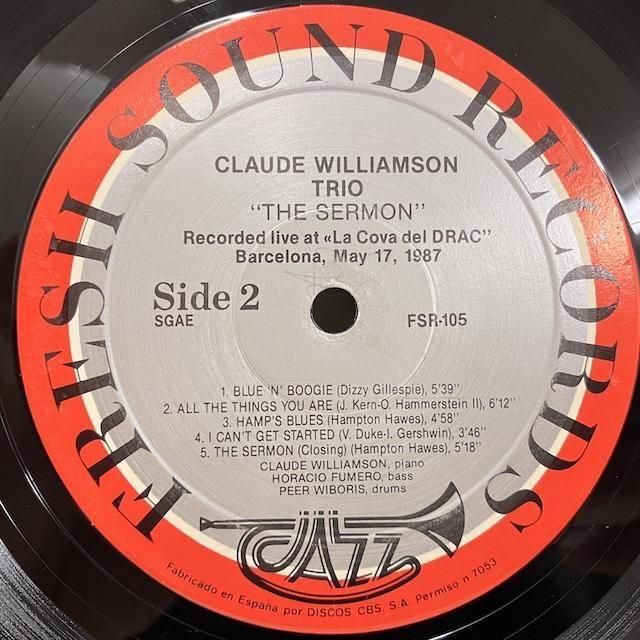 FRESH SOUND RECORDS
CLAUDE WILLIAMSON
TRIO
"THE SERMON"
Recorded live at «La Cova del DRAC"
Barcelona, May 17, 1987
Side 2
SGAE
FSR-105
1. BLUE 'N' BOOGIE (Dizzy Gillespie), 5'39"
2. ALL THE THINGS YOU ARE (J. Kern-O. Hammerstein II), 6'12"
3. HAMP'S BLUES (Hampton Hawes), 4'58"
4. I CAN'T GET STARTED (V. Duke-I. Gershwin), 3'46"
5. THE SERMON (Closing) (Hampton Hawes), 5'18"
CLAUDE WILLIAMSON, piano
HORACIO FUMERO, bass
PEER WIBORIS, drums
JAZZ
Fabricado en España por DISCOS CBS, S.A. Permiso n 7053